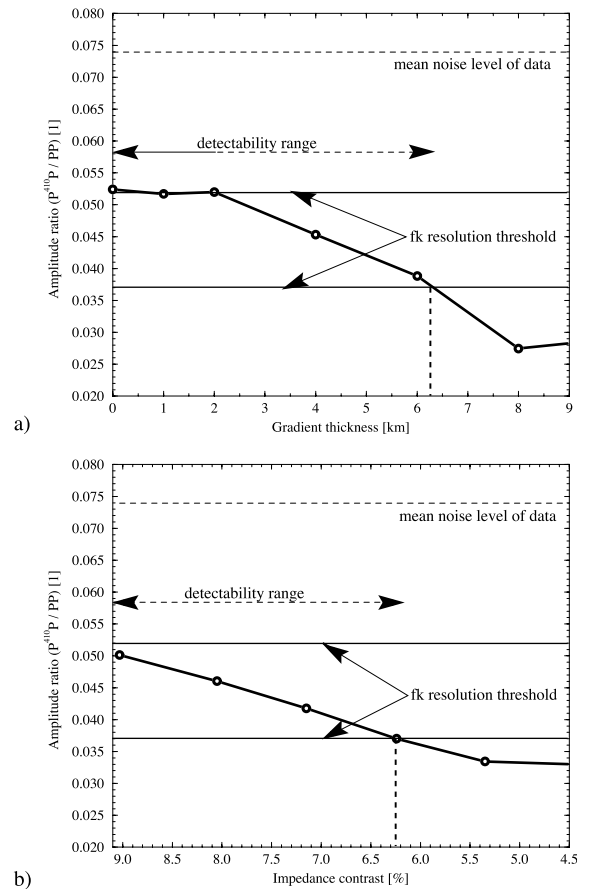 0.080
0.075
mean noise level of data
0.070
0.065
0.060
detectability range
0.055
0.050
0.045
fk resolution threshold
0.040
0.035
0.030
0.025
0.020
Amplitude ratio (P⁴¹⁰P / PP) [1]
0 1 2 3 4 5 6 7 8 9
Gradient thickness [km]
a)
0.080
0.075
mean noise level of data
0.070
0.065
0.060
detectability range
0.055
0.050
0.045
fk resolution threshold
0.040
0.035
0.030
0.025
0.020
Amplitude ratio (P⁴¹⁰P / PP) [1]
9.0 8.5 8.0 7.5 7.0 6.5 6.0 5.5 5.0 4.5
Impedance contrast [%]
b)